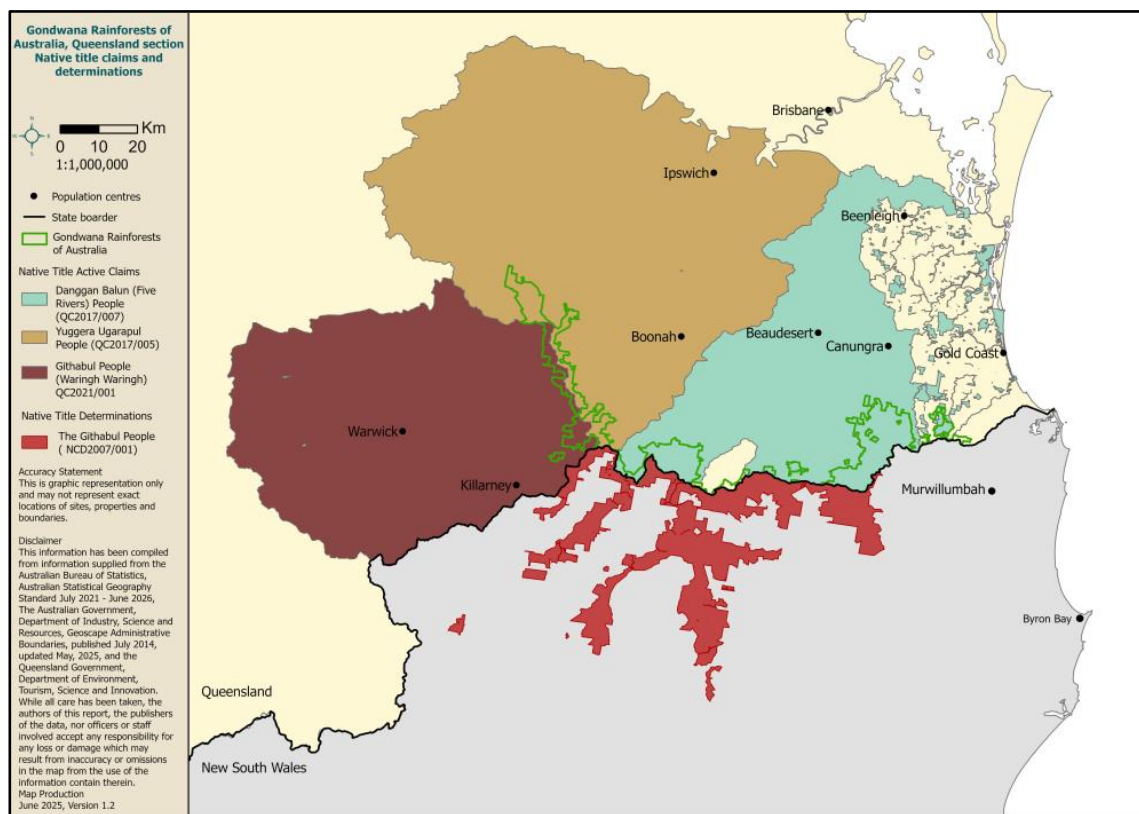 Gondwana Rainforests of
Australia, Queensland section
Native title claims and
determinations
N
W
E
S
Km
0 10 20
1:1,000,000
Population centres
State boarder
Gondwana Rainforests
of Australia
Native Title Active Claims
Danggan Balun (Five
Rivers) People
(QC2017/007)
Yuggera Ugarapul
People (QC2017/005)
Githabul People
(Waringh Waringh)
QC2021/001
Native Title Determinations
The Githabul People
( NCD2007/001)
Accuracy Statement
This is graphic representation only
and may not represent exact
locations of sites, properties and
boundaries.
Disclaimer
This information has been compiled
from information supplied from the
Australian Bureau of Statistics,
Australian Statistical Geography
Standard July 2021 - June 2026,
The Australian Government,
Department of Industry, Science and
Resources, Geoscape Administrative
Boundaries, published July 2014,
updated May, 2025, and the
Queensland Government,
Department of Environment,
Tourism, Science and Innovation.
While all care has been taken, the
authors of this report, the publishers
of the data, nor officers or staff
involved accept any responsibility for
any loss or damage which may
result from inaccuracy or omissions
in the map from the use of the
information contain therein.
Map Production
June 2025, Version 1.2
Brisbane
Ipswich
Beenleigh
Boonah
Beaudesert
Canungra
Gold Coast
Warwick
Killarney
Murwillumbah
Byron Bay
Queensland
New South Wales